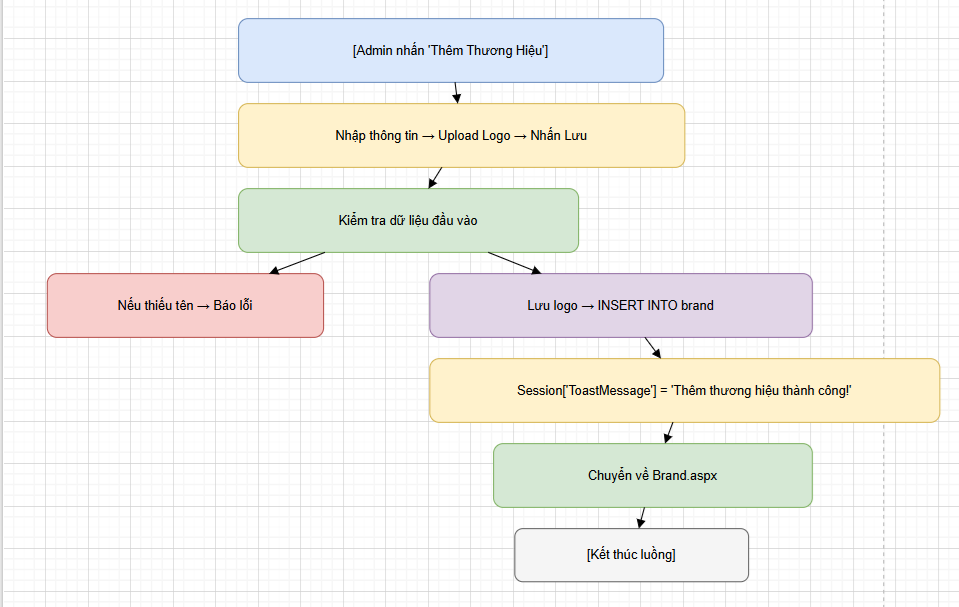 [Admin nhấn 'Thêm Thương Hiệu']
Nhập thông tin → Upload Logo → Nhấn Lưu
Kiểm tra dữ liệu đầu vào
Nếu thiếu tên → Báo lỗi
Lưu logo → INSERT INTO brand
Session['ToastMessage'] = 'Thêm thương hiệu thành công!'
Chuyển về Brand.aspx
[Kết thúc luồng]